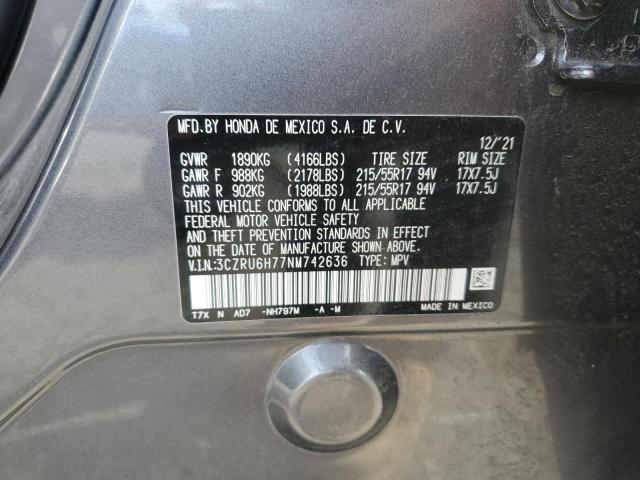 MFD.BY HONDA DE MEXICO S.A. DE C.V.
12/'21
GVWR 1890KG (4166LBS) TIRE SIZE RIM SIZE
GAWR F 988KG (2178LBS) 215/55R17 94V 17X7.5J
GAWR R 902KG (1988LBS) 215/55R17 94V 17X7.5J
THIS VEHICLE CONFORMS TO ALL APPLICABLE
FEDERAL MOTOR VEHICLE SAFETY
AND THEFT PREVENTION STANDARDS IN EFFECT
ON THE DATE OF MANUFACTURE SHOWN ABOVE.
V.I.N.:3CZRU6H77NM742636 TYPE: MPV
T7X N AD7 -NH797M -A -M MADE IN MEXICO